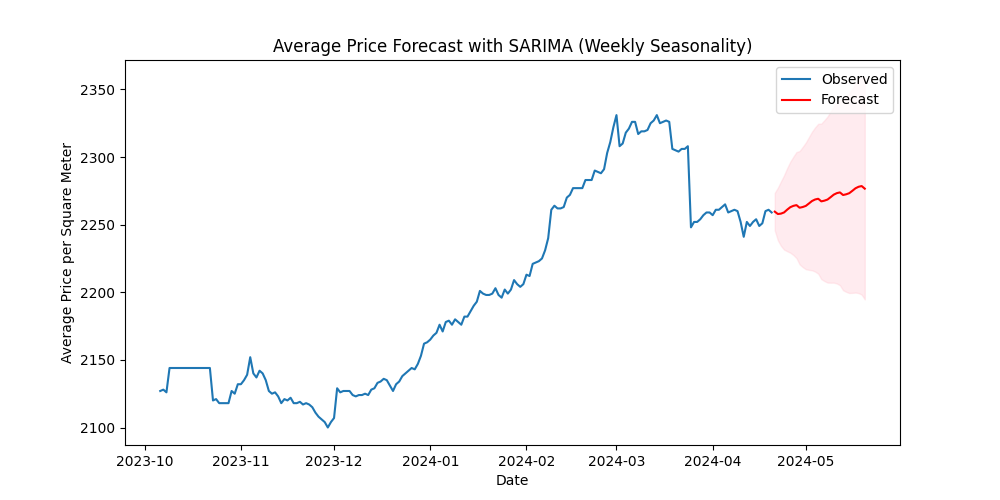 Average Price Forecast with SARIMA (Weekly Seasonality)
Observed
Forecast
Average Price per Square Meter
2350
2300
2250
2200
2150
2100
2023-10
2023-11
2023-12
2024-01
2024-02
2024-03
2024-04
2024-05
Date